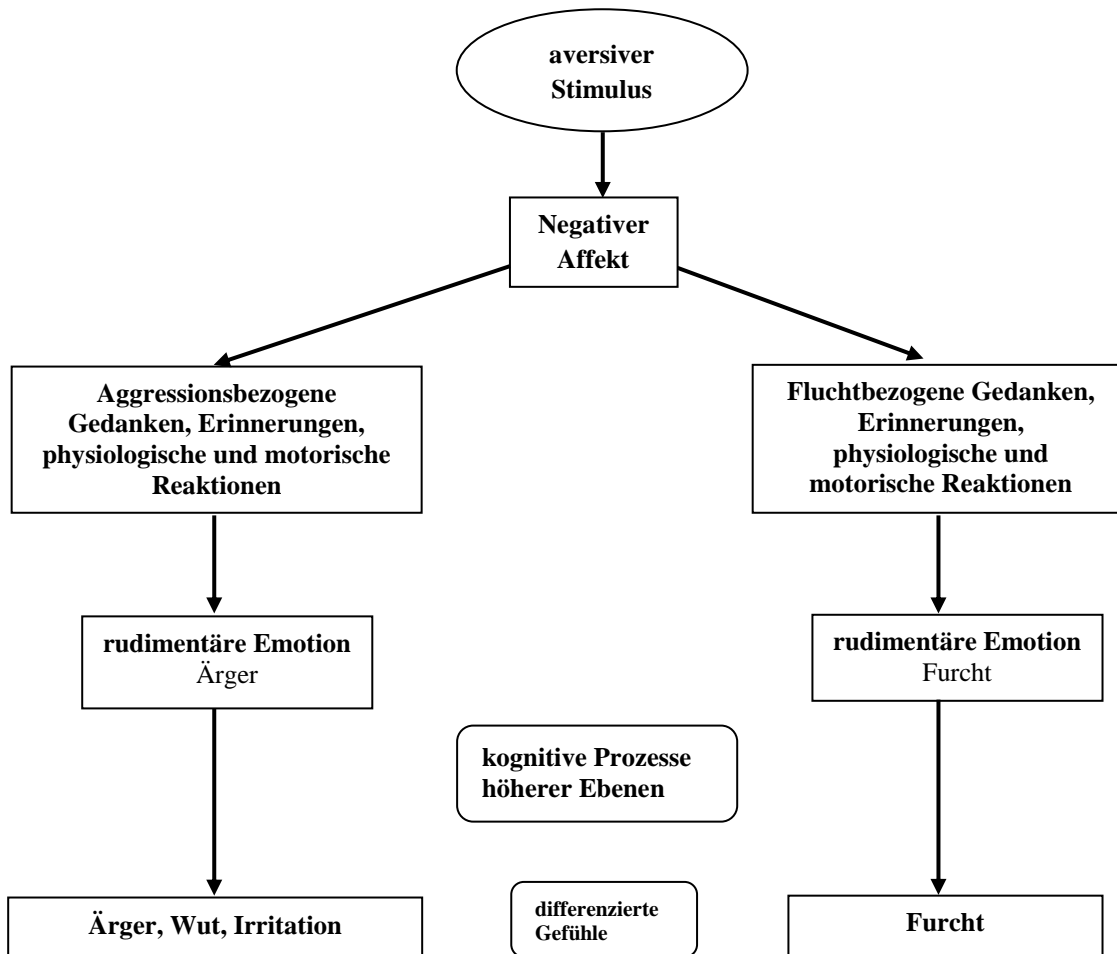 aversiver
Stimulus
Negativer
Affekt
Aggressionsbezogene
Gedanken, Erinnerungen,
physiologische und motorische
Reaktionen
Fluchtbezogene Gedanken,
Erinnerungen,
physiologische und
motorische Reaktionen
rudimentäre Emotion
Ärger
rudimentäre Emotion
Furcht
kognitive Prozesse
höherer Ebenen
Ärger, Wut, Irritation
differenzierte
Gefühle
Furcht